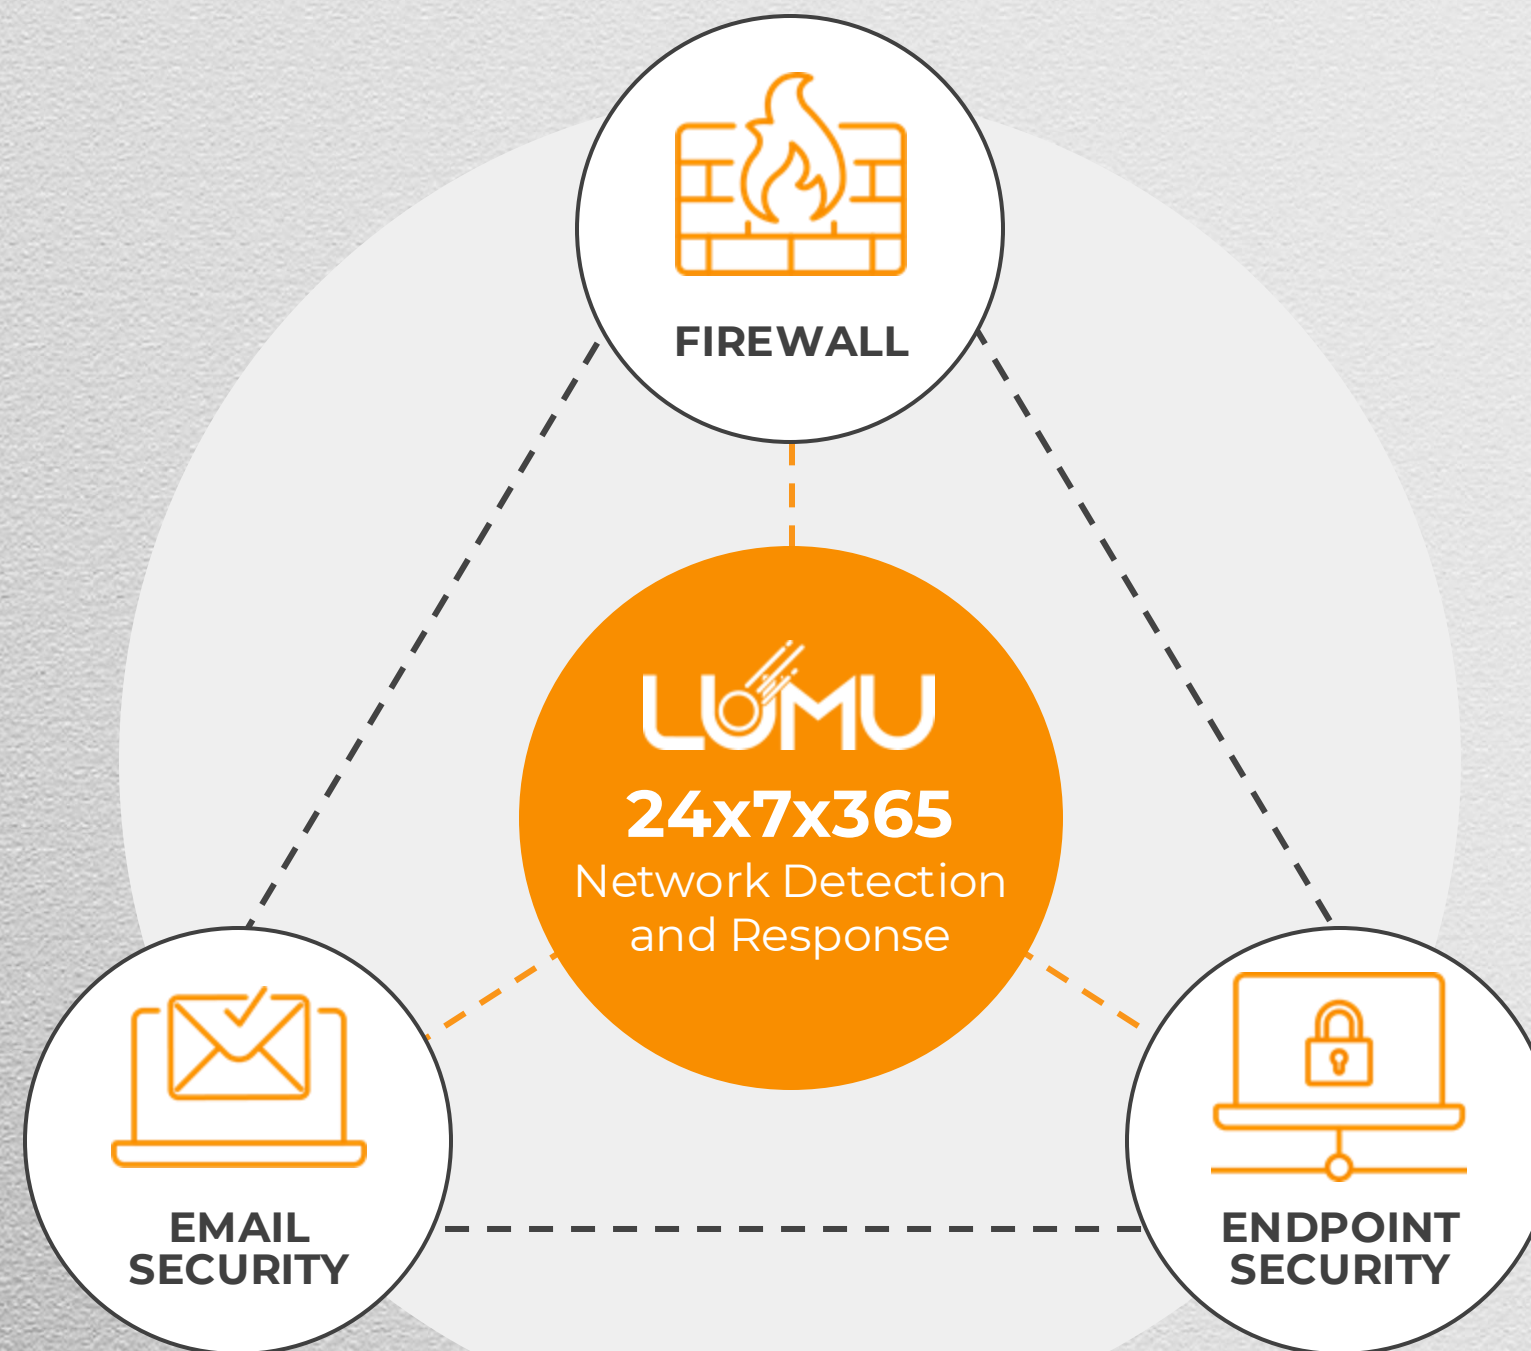 FIREWALL
LUMU
24x7x365
Network Detection
and Response
EMAIL
SECURITY
ENDPOINT
SECURITY